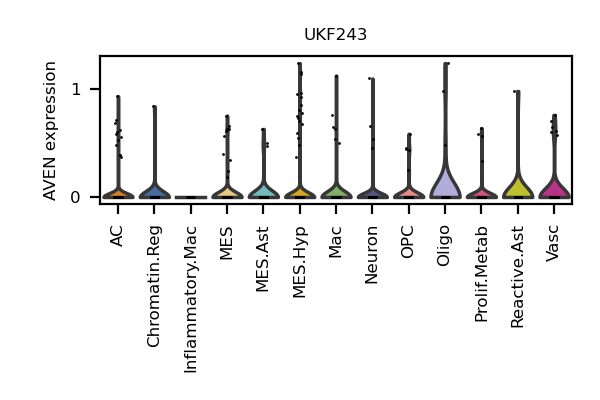 UKF243
AVEN expression
1
0
AC
Chromatin.Reg
Inflammatory.Mac
MES
MES.Ast
MES.Hyp
Mac
Neuron
OPC
Oligo
Prolif.Metab
Reactive.Ast
Vasc